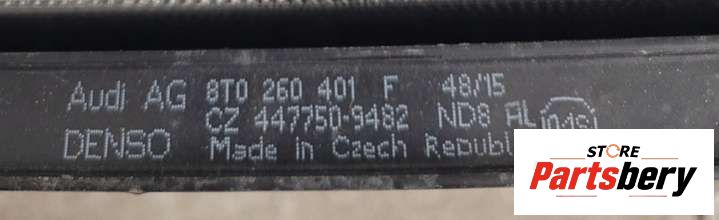 Audi AG 8T0 260 401 F 48/15
CZ 447750-9482 ND8 AL
DENSO Made in Czech Republ
STORE
Partsbery